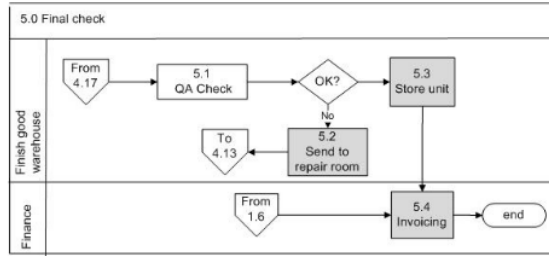 5.0 Final check
From
4.17
5.1
QA Check
OK?
5.3
Store unit
No
To
4.13
5.2
Send to
repair room
Finish good
warehouse
From
1.6
5.4
Invoicing
end
Finance